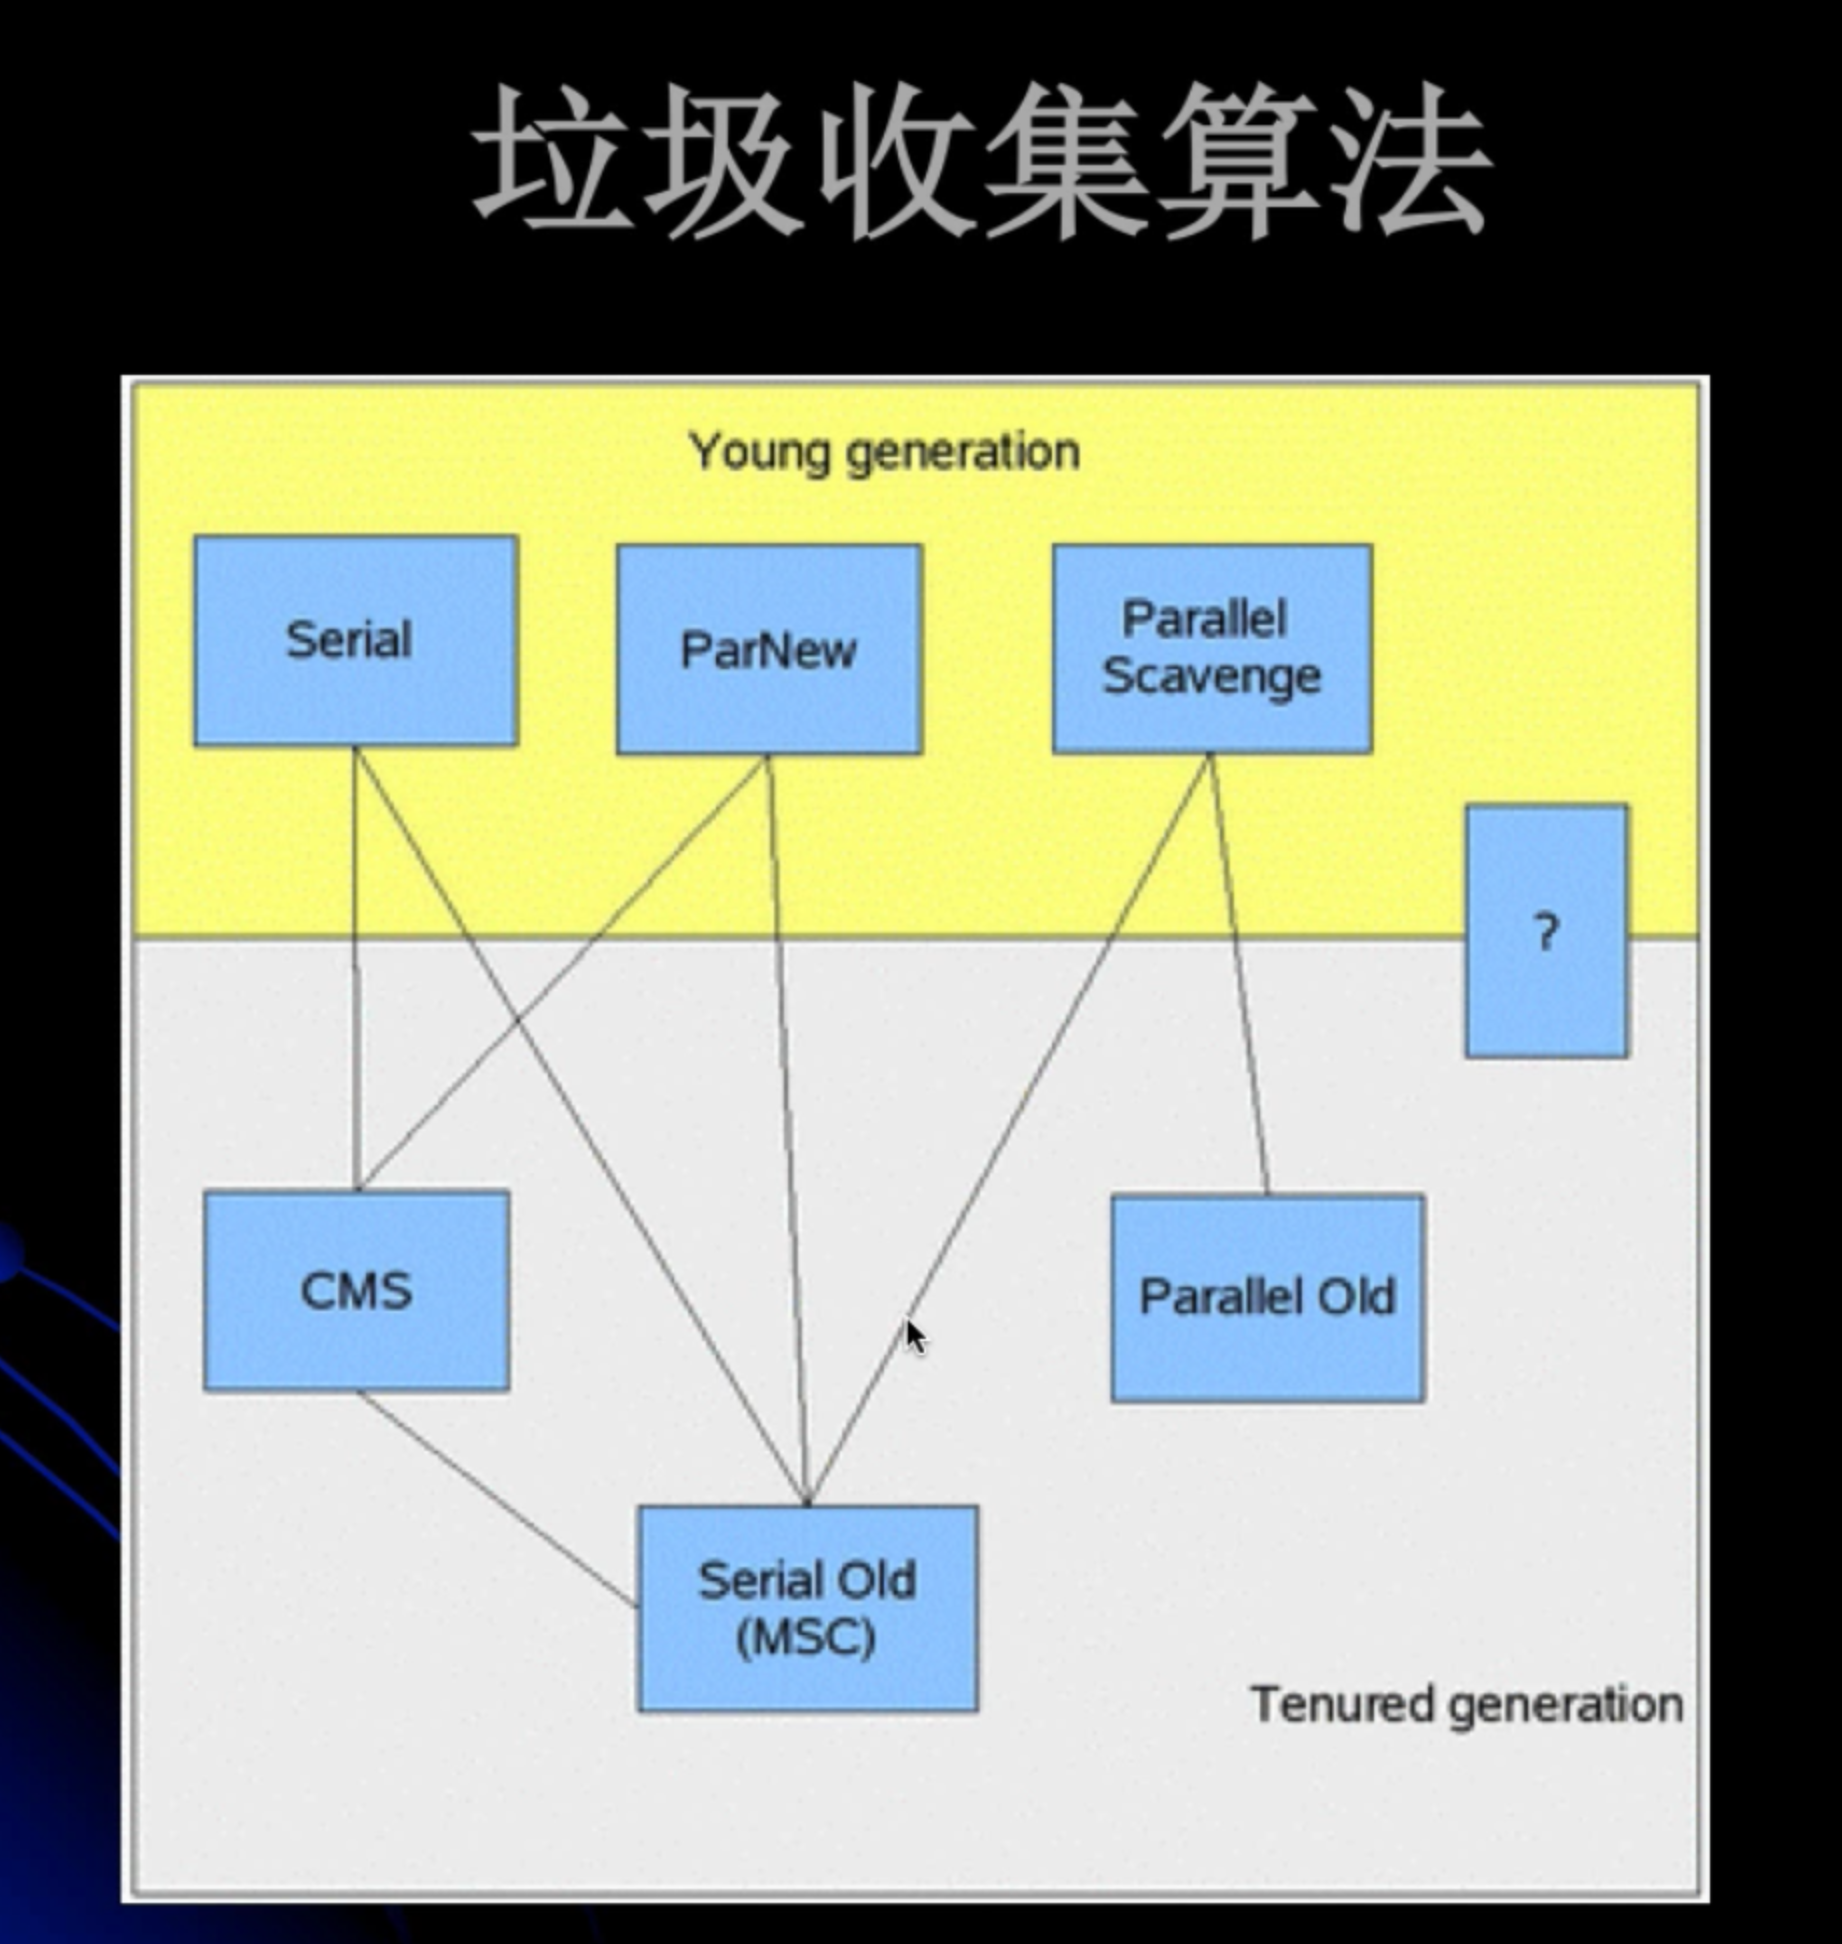 垃圾收集算法
Young generation
Serial
ParNew
Parallel
Scavenge
?
CMS
Parallel Old
Serial Old
(MSC)
Tenured generation